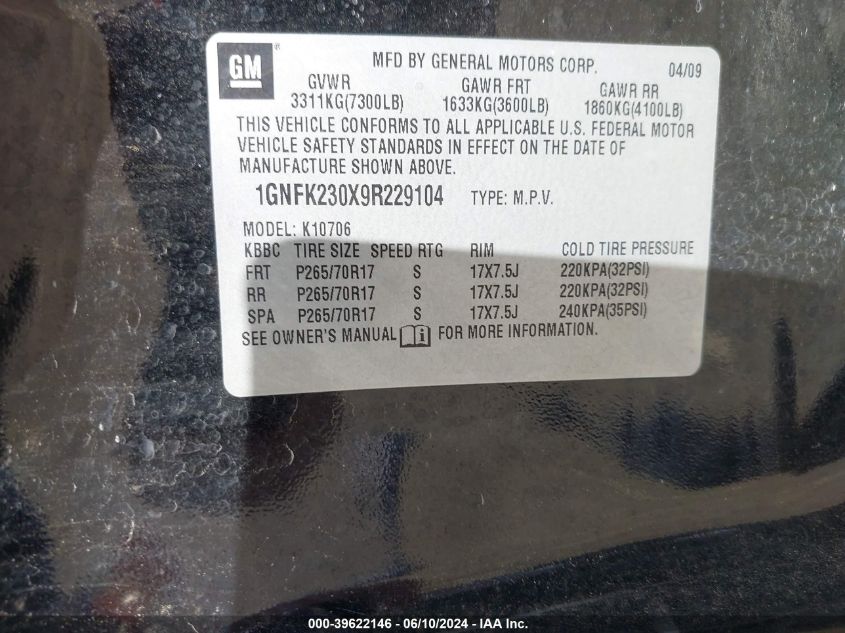 GM ®
MFD BY GENERAL MOTORS CORP. 04/09
GVWR GAWR FRT GAWR RR
3311KG(7300LB) 1633KG(3600LB) 1860KG(4100LB)
THIS VEHICLE CONFORMS TO ALL APPLICABLE U.S. FEDERAL MOTOR
VEHICLE SAFETY STANDARDS IN EFFECT ON THE DATE OF
MANUFACTURE SHOWN ABOVE.
1GNFK230X9R229104 TYPE: M.P.V.
MODEL: K10706
KBBC TIRE SIZE SPEED RTG RIM COLD TIRE PRESSURE
FRT P265/70R17 S 17X7.5J 220KPA(32PSI)
RR P265/70R17 S 17X7.5J 220KPA(32PSI)
SPA P265/70R17 S 17X7.5J 240KPA(35PSI)
SEE OWNER'S MANUAL i FOR MORE INFORMATION.
000-39622146 - 06/10/2024 - IAA, Inc.